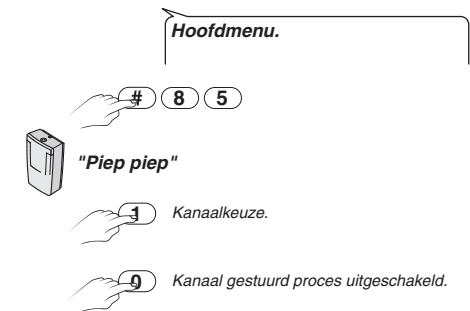 Hoofdmenu.
# 8 5
"Piep piep"
1 Kanaalkeuze.
0 Kanaal gestuurd proces uitgeschakeld.